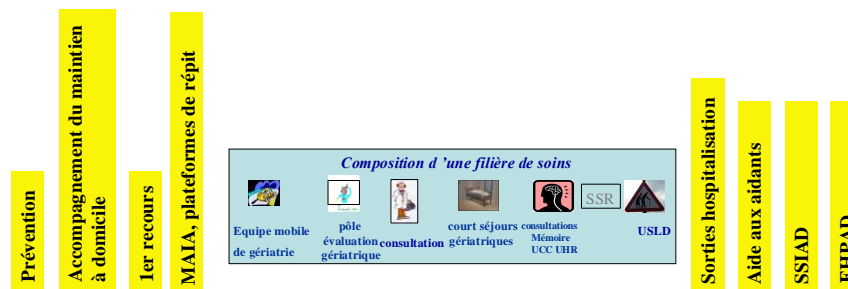 Prévention
Accompagnement du maintien
à domicile
1er recours
MAIA, plateformes de répit
Composition d ’une filière de soins
Equipe mobile
de gériatrie
pôle
évaluation
gériatrique
consultation
court séjours
gériatriques
consultations
Mémoire
UCC UHR
SSR
USLD
Sorties hospitalisation
Aide aux aidants
SSIAD
EHPAD